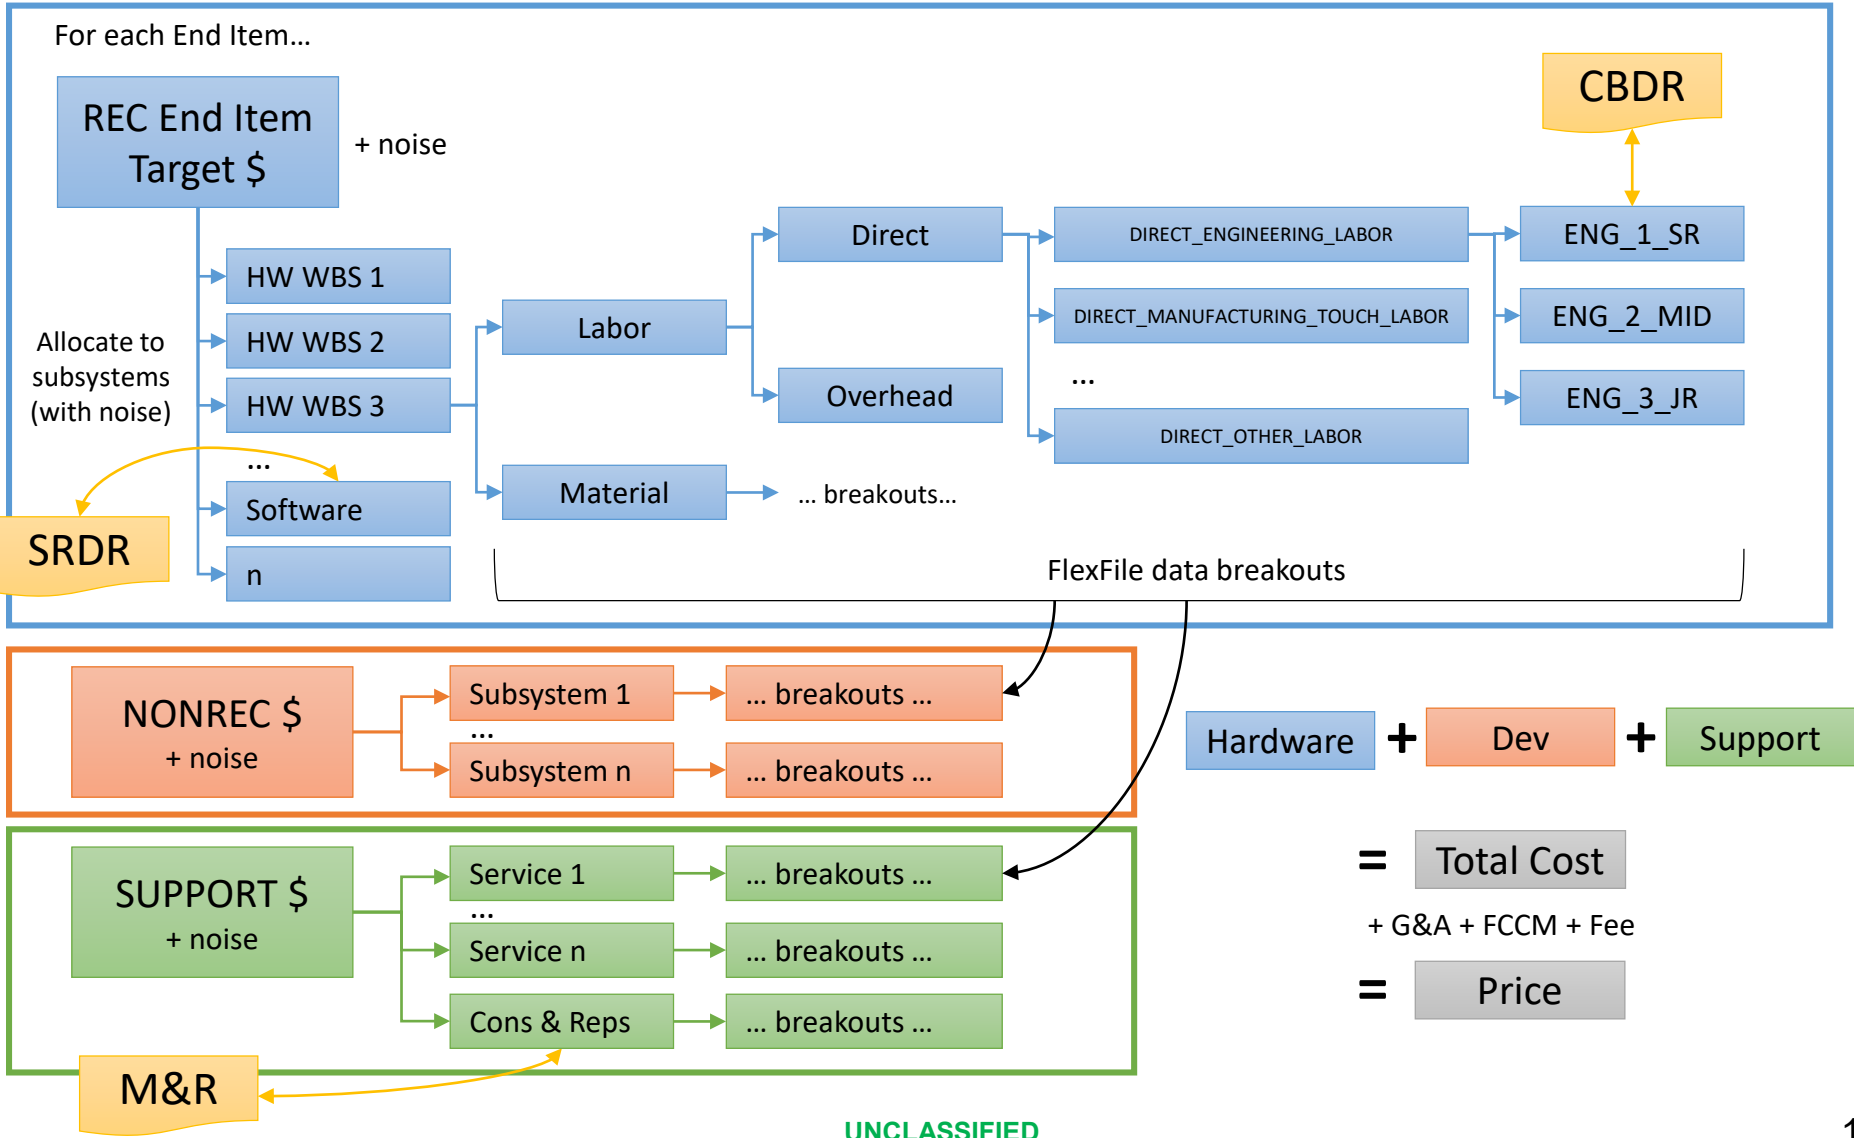 For each End Item...
REC End Item
Target $
+ noise
CBDR
Direct
DIRECT_ENGINEERING_LABOR
ENG_1_SR
HW WBS 1
Labor
DIRECT_MANUFACTURING_TOUCH_LABOR
ENG_2_MID
Allocate to
subsystems
(with noise)
HW WBS 2
HW WBS 3
Overhead
...
ENG_3_JR
DIRECT_OTHER_LABOR
...
Software
Material
... breakouts...
SRDR
n
FlexFile data breakouts
NONREC $
+ noise
Subsystem 1
... breakouts ...
...
Subsystem n
... breakouts ...
Hardware + Dev + Support
SUPPORT $
+ noise
Service 1
... breakouts ...
...
Service n
... breakouts ...
Cons & Reps
... breakouts ...
= Total Cost
+ G&A + FCCM + Fee
= Price
M&R
UNCLASSIFIED